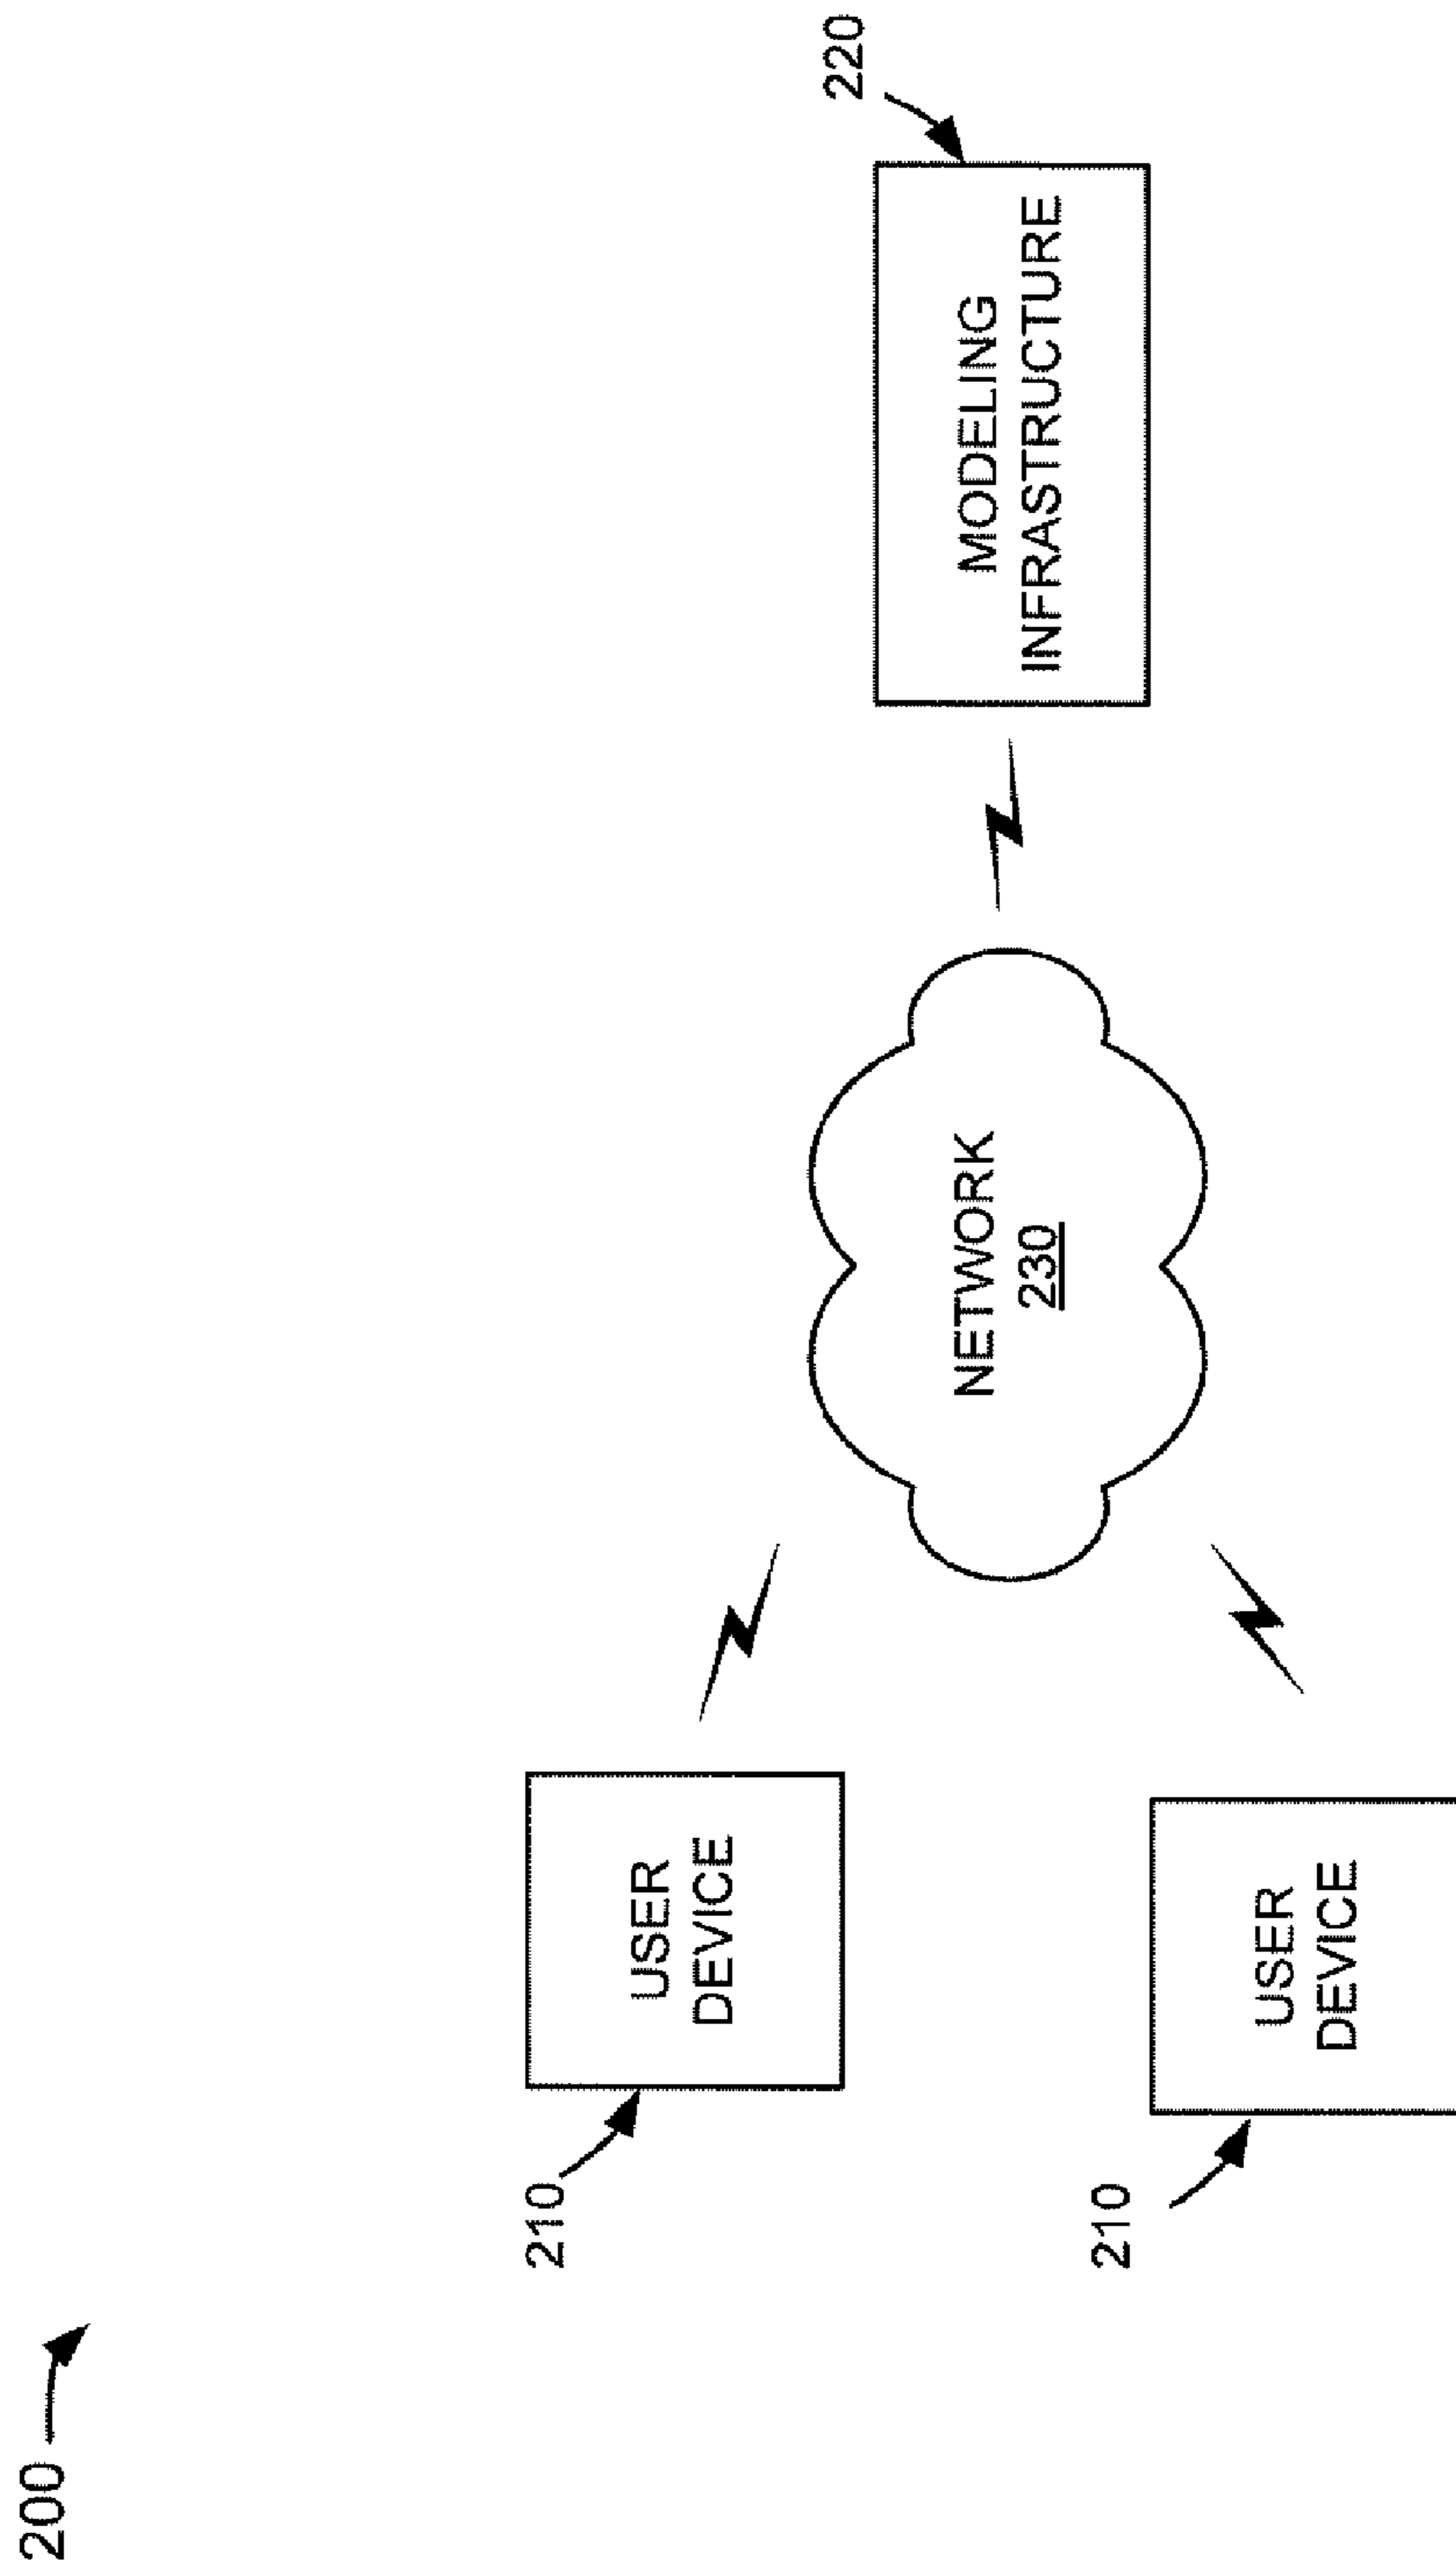 200
210
USER
DEVICE
NETWORK
230
220
MODELING
INFRASTRUCTURE
210
USER
DEVICE